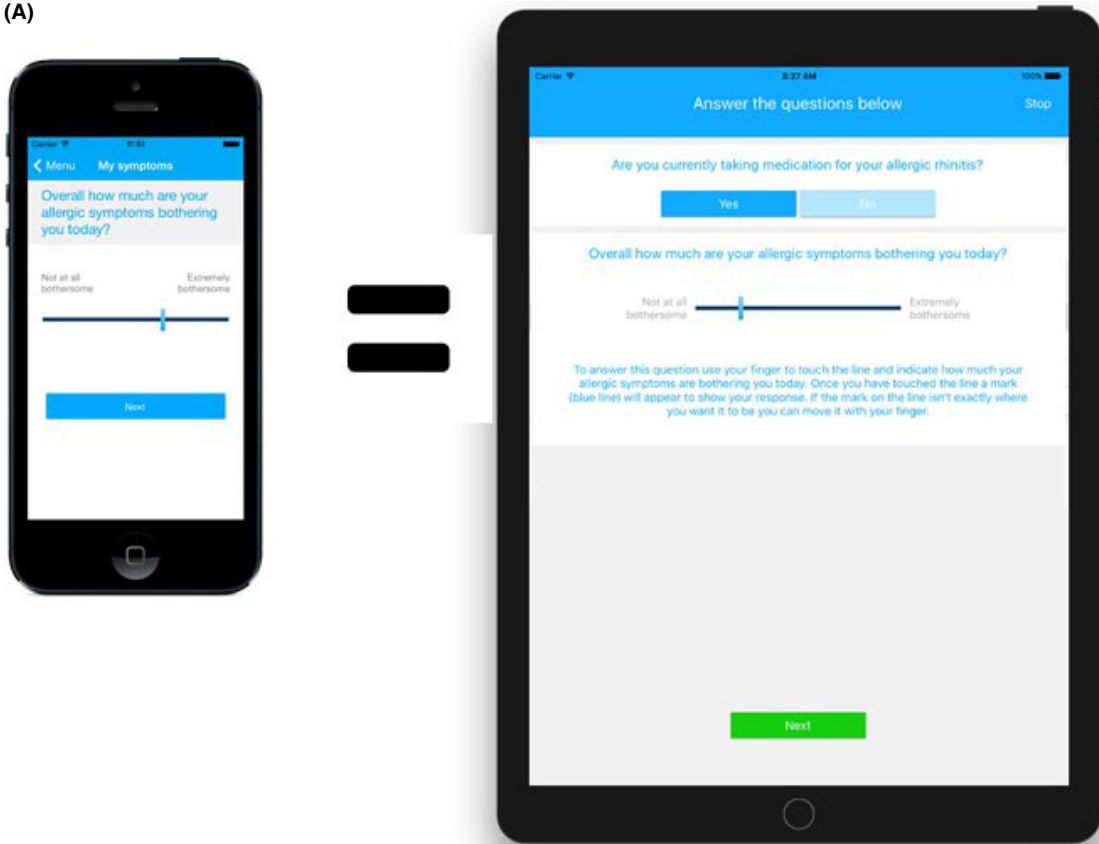 (A)
Carrier 11:51
Menu My symptoms
Overall how much are your
allergic symptoms bothering
you today?
Not at all Extremely
bothersome bothersome
Next
Carrier 8:27 AM 100%
Answer the questions below Stop
Are you currently taking medication for your allergic rhinitis?
Yes No
Overall how much are your allergic symptoms bothering you today?
Not at all Extremely
bothersome bothersome
To answer this question use your finger to touch the line and indicate how much your
allergic symptoms are bothering you today. Once you have touched the line a mark
(blue line) will appear to show your response. If the mark on the line isn't exactly where
you want it to be you can move it with your finger.
Next